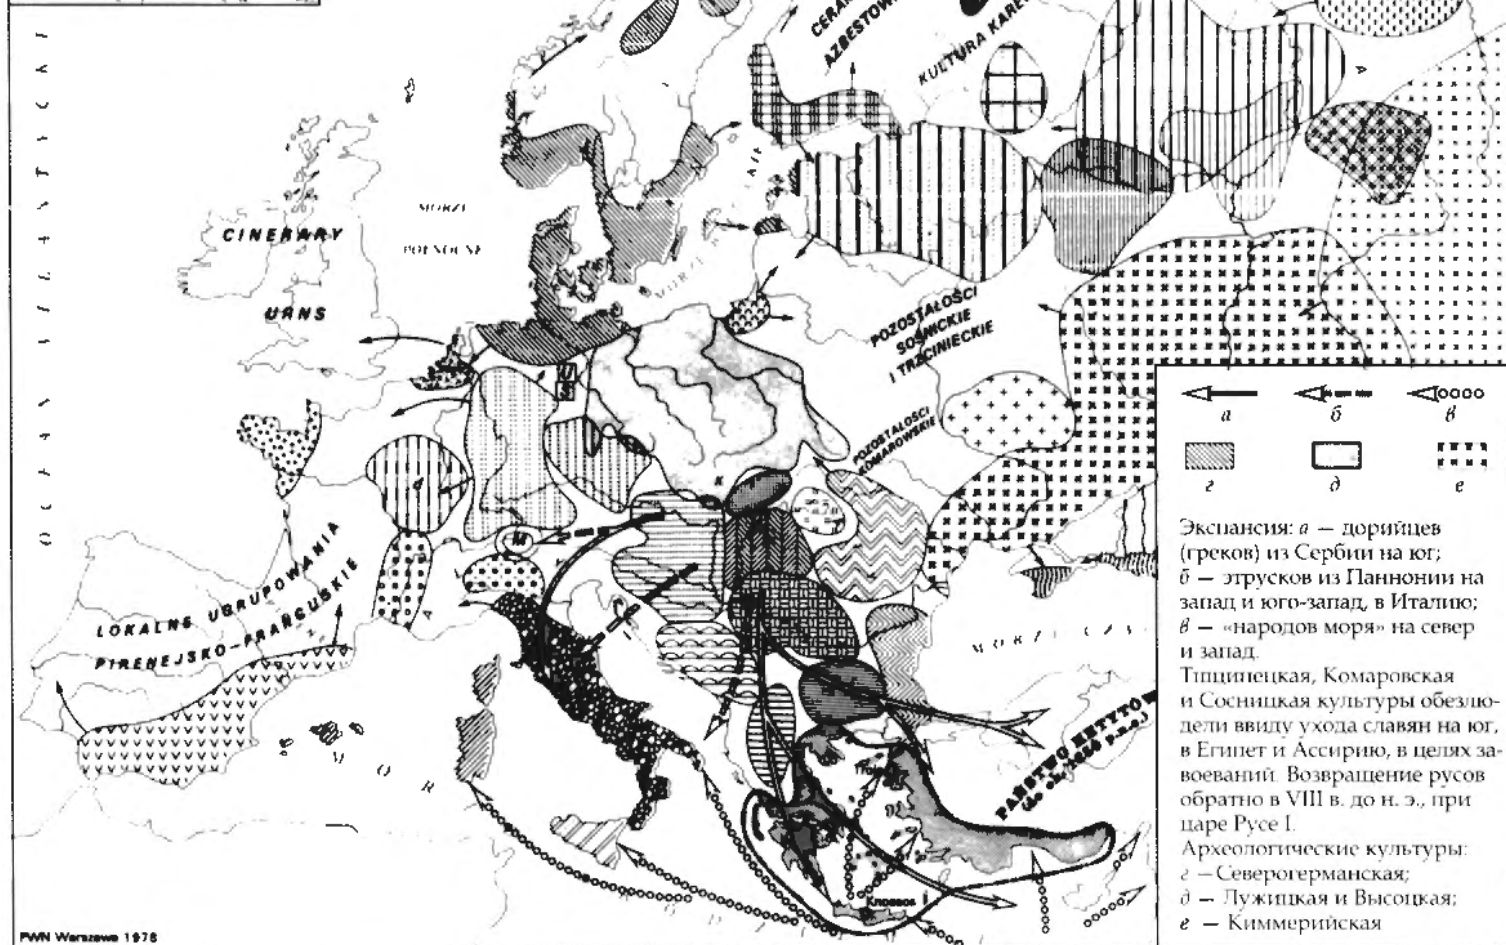 KULTURA
CINERARY
URNS
MORZE
PÓŁNOCNE
POZOSTAŁOŚCI
SOSNICKIE
I TRZCINIECKIE
POZOSTAŁOŚCI
KOMAROWSKIE
K
M
A
A
LOKALNE UGRUPOWANIA
PIRENEJSKO-FRANCUSKIE
PAŃSTWO HETYTÓW
Knossos
PWN Warszawa 1978
а
б
в
г
д
е
Экспансия: а — дорийцев
(греков) из Сербии на юг;
б — этрусков из Паннонии на
запад и юго-запад, в Италию;
в — «народов моря» на север
и запад.
Тшцинецкая, Комаровская
и Сосницкая культуры обезлю-
дели ввиду ухода славян на юг,
в Египет и Ассирию, в целях за-
воеваний. Возвращение русов
обратно в VIII в. до н. э., при
царе Русе I.
Археологические культуры:
г — Северогерманская;
д — Лужицкая и Высоцкая;
е — Киммерийская